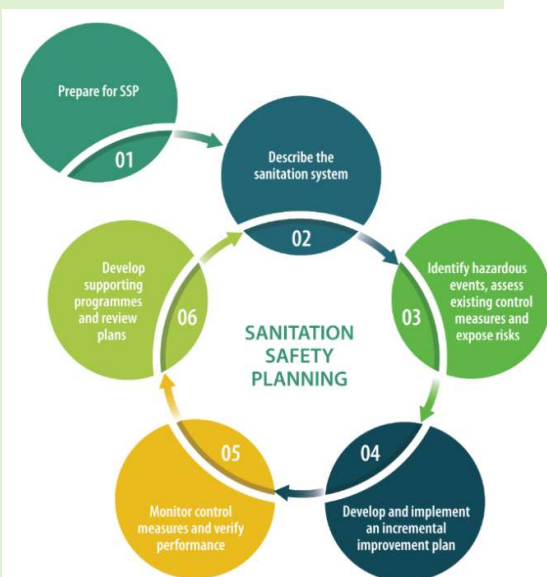 Prepare for SSP
01
Describe the
sanitation system
02
Identify hazardous
events, assess
existing control
measures and
expose risks
03
04
Develop and implement
an incremental
improvement plan
05
Monitor control
measures and verify
performance
Develop
supporting
programmes
and review
plans
06
SANITATION
SAFETY
PLANNING